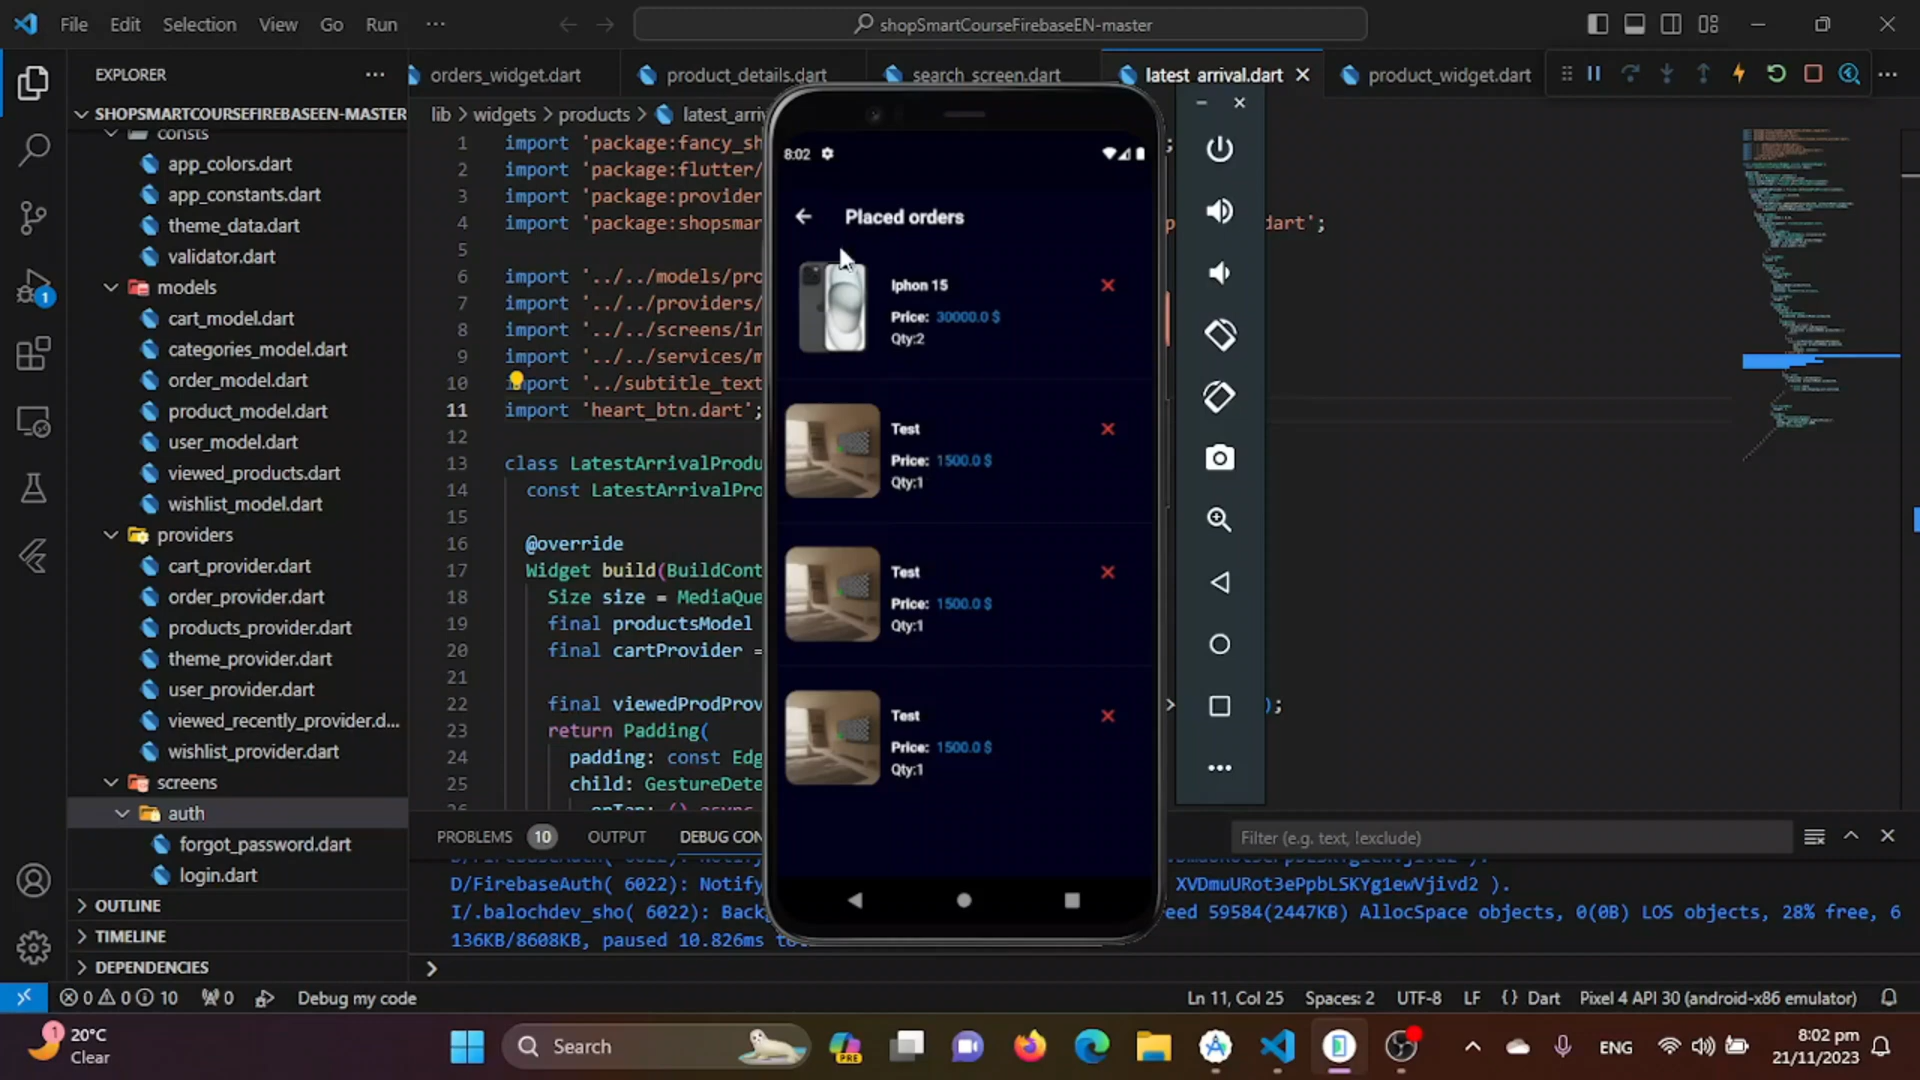 File Edit Selection View Go Run ···
shopSmartCourseFirebaseEN-master
EXPLORER
orders_widget.dart
product_details.dart
search_screen.dart
latest_arrival.dart
product_widget.dart
SHOPSMARTCOURSEFIREBASEEN-MASTER
consts
app_colors.dart
app_constants.dart
theme_data.dart
validator.dart
models
cart_model.dart
categories_model.dart
order_model.dart
product_model.dart
user_model.dart
viewed_products.dart
wishlist_model.dart
providers
cart_provider.dart
order_provider.dart
products_provider.dart
theme_provider.dart
user_provider.dart
viewed_recently_provider.d...
wishlist_provider.dart
screens
auth
forgot_password.dart
login.dart
OUTLINE
TIMELINE
DEPENDENCIES
1
lib > widgets > products > latest_arriv
1 import 'package:fancy_sh ;
2 import 'package:flutter/
3 import 'package:provider
4 import 'package:shopsmar p dart';
5
6 import '../../models/pro
7 import '../../providers/
8 import '../../screens/in
9 import '../../services/m
10 import '../subtitle_text
11 import 'heart_btn.dart';
12
13 class LatestArrivalProdu
14 const LatestArrivalPro
15
16 @override
17 Widget build(BuildCont
18 Size size = MediaQue
19 final productsModel
20 final cartProvider =
21
22 final viewedProdProv > );
23 return Padding(
24 padding: const Edg
25 child: GestureDete
8:02
Placed orders
Iphon 15
Price: 30000.0 $
Qty:2
Test
Price: 1500.0 $
Qty:1
Test
Price: 1500.0 $
Qty:1
Test
Price: 1500.0 $
Qty:1
PROBLEMS 10 OUTPUT DEBUG CON
Filter (e.g. text, !exclude)
D/FirebaseAuth( 6022): Notify XVDmuURot3ePpbLSKYg1ewVjivd2 ).
I/.balochdev_sho( 6022): Back eed 59584(2447KB) AllocSpace objects, 0(0B) LOS objects, 28% free, 6
136KB/8608KB, paused 10.826ms
0 0 10 0 Debug my code
Ln 11, Col 25 Spaces: 2 UTF-8 LF {} Dart Pixel 4 API 30 (android-x86 emulator)
1
20°C
Clear
Search
PRE
ENG
8:02 pm
21/11/2023